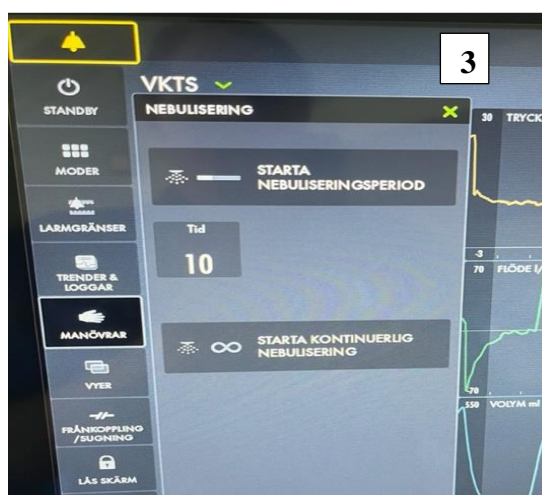 3
VKTS
STANDBY
NEBULISERING
30 TRYCK
MODER
STARTA
NEBULISERINGSPERIOD
LARMGRÄNSER
Tid
10
-3
70 FLÖDE l/
TRENDER &
LOGGAR
MANÖVRAR
STARTA KONTINUERLIG
NEBULISERING
VYER
-70
550 VOLYM ml
FRÅNKOPPLING
/SUGNING
LÅS SKÄRM